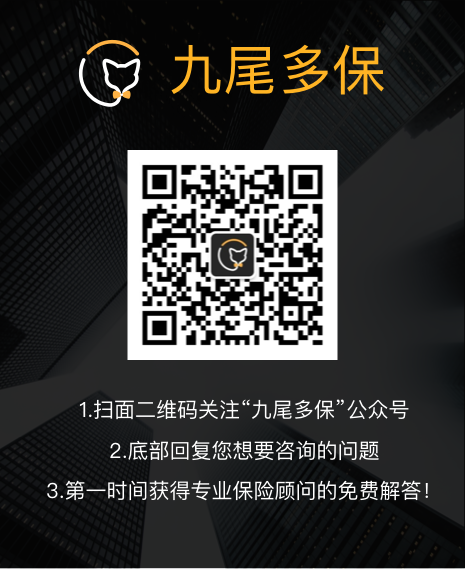 九尾多保
1.扫面二维码关注“九尾多保”公众号
2.底部回复您想要咨询的问题
3.第一时间获得专业保险顾问的免费解答!